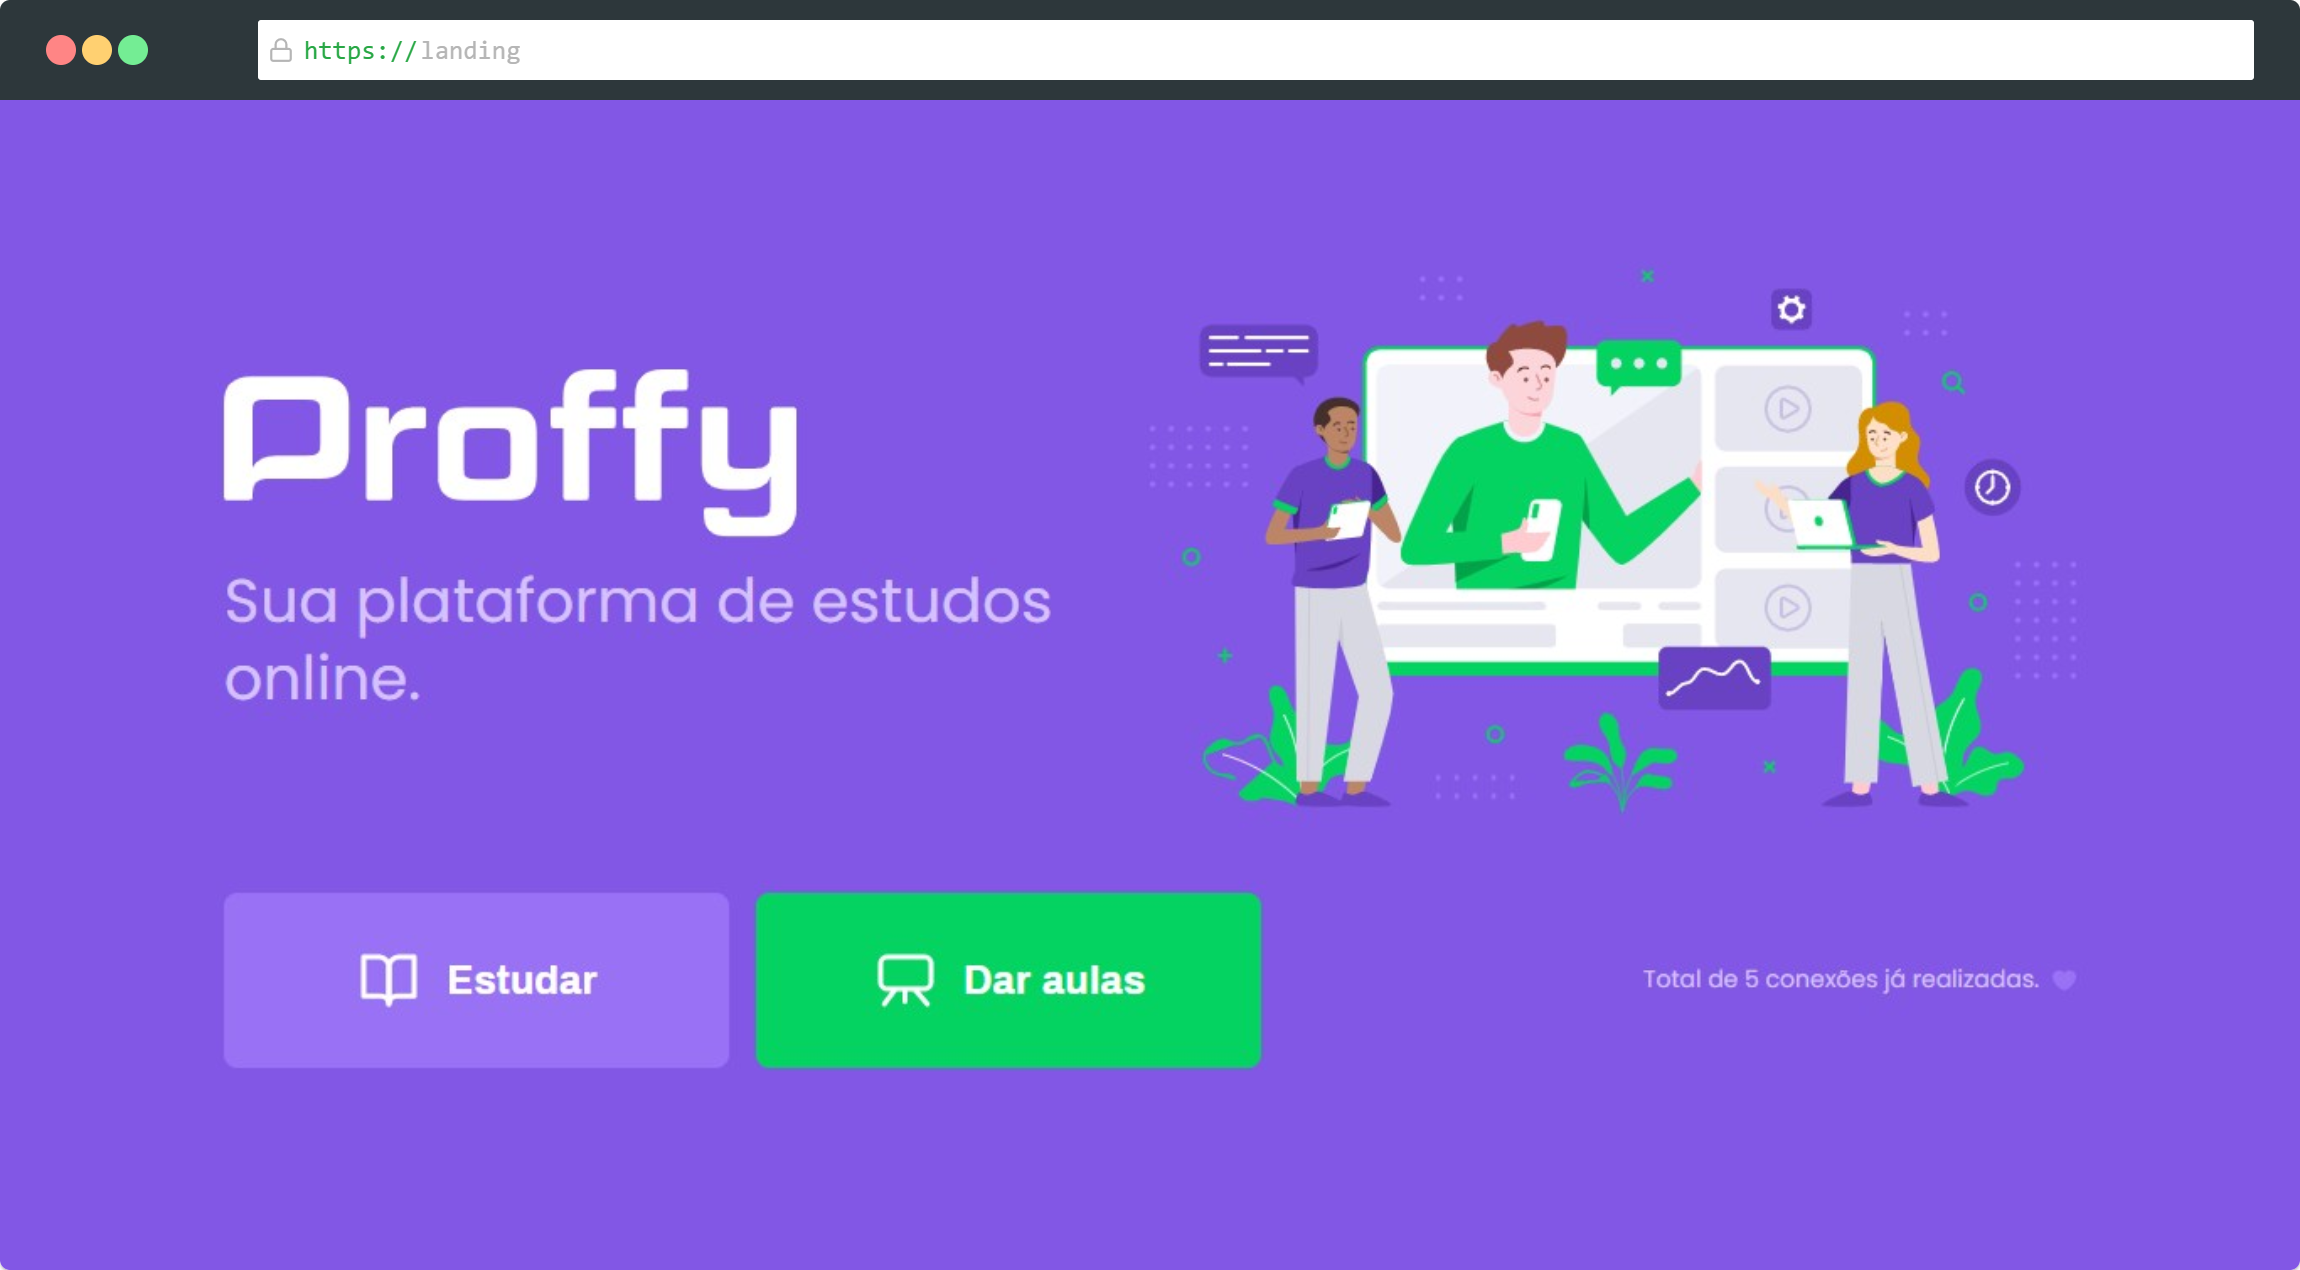 https://landing
Proffy
Sua plataforma de estudos
online.
Estudar
Dar aulas
Total de 5 conexões já realizadas.